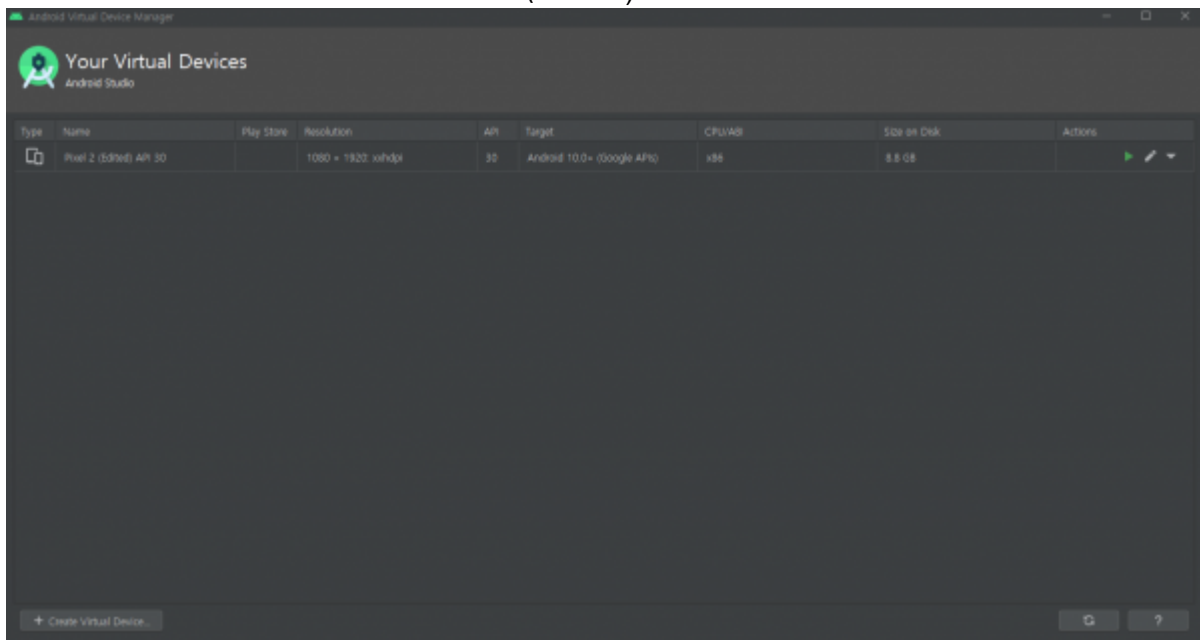 Android Virtual Device Manager
Your Virtual Devices
Android Studio
Type Name Play Store Resolution API Target CPU/ABI Size on Disk Actions
Pixel 2 (Edited) API 30 1080 × 1920: xxhdpi 30 Android 10.0+ (Google APIs) x86 8.8 GB
+ Create Virtual Device...
?